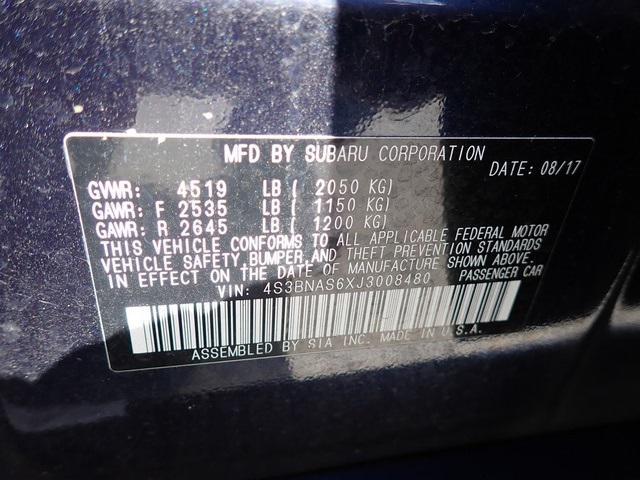 MFD BY SUBARU CORPORATION
DATE: 08/17
GVWR: 4519 LB ( 2050 KG)
GAWR: F 2535 LB ( 1150 KG)
GAWR: R 2645 LB ( 1200 KG)
THIS VEHICLE CONFORMS TO ALL APPLICABLE FEDERAL MOTOR
VEHICLE SAFETY, BUMPER, AND THEFT PREVENTION STANDARDS
IN EFFECT ON THE DATE OF MANUFACTURE SHOWN ABOVE.
VIN: 4S3BNAS6XJ3008480 PASSENGER CAR
ASSEMBLED BY SIA INC. MADE IN U.S.A.